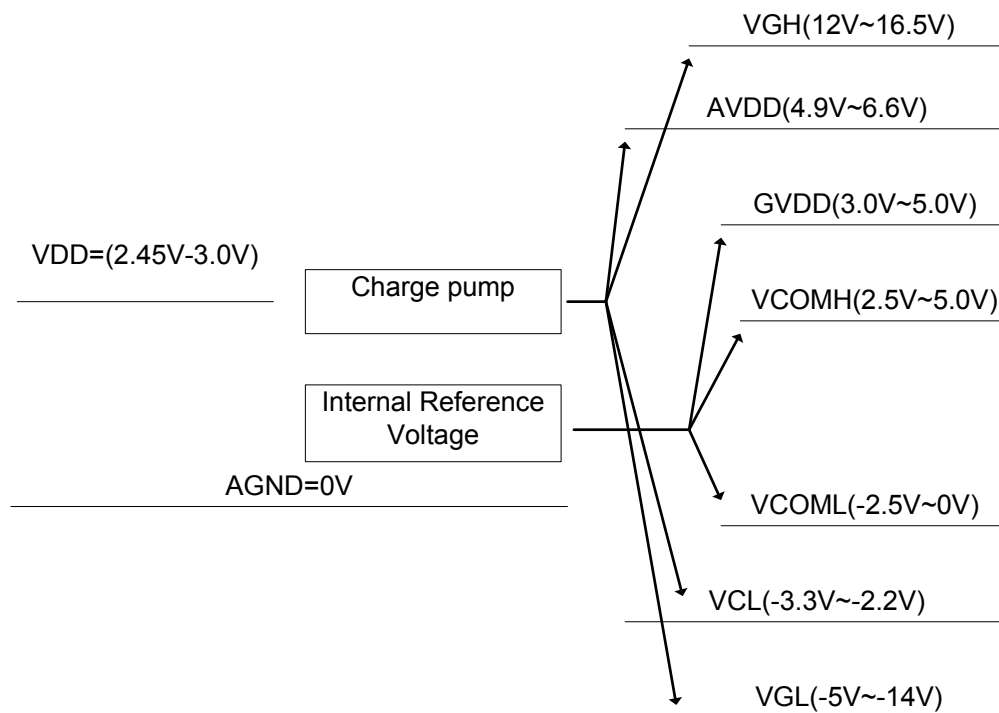 VGH(12V~16.5V)
AVDD(4.9V~6.6V)
GVDD(3.0V~5.0V)
VDD=(2.45V-3.0V)
Charge pump
VCOMH(2.5V~5.0V)
Internal Reference
Voltage
AGND=0V
VCOML(-2.5V~0V)
VCL(-3.3V~-2.2V)
VGL(-5V~-14V)